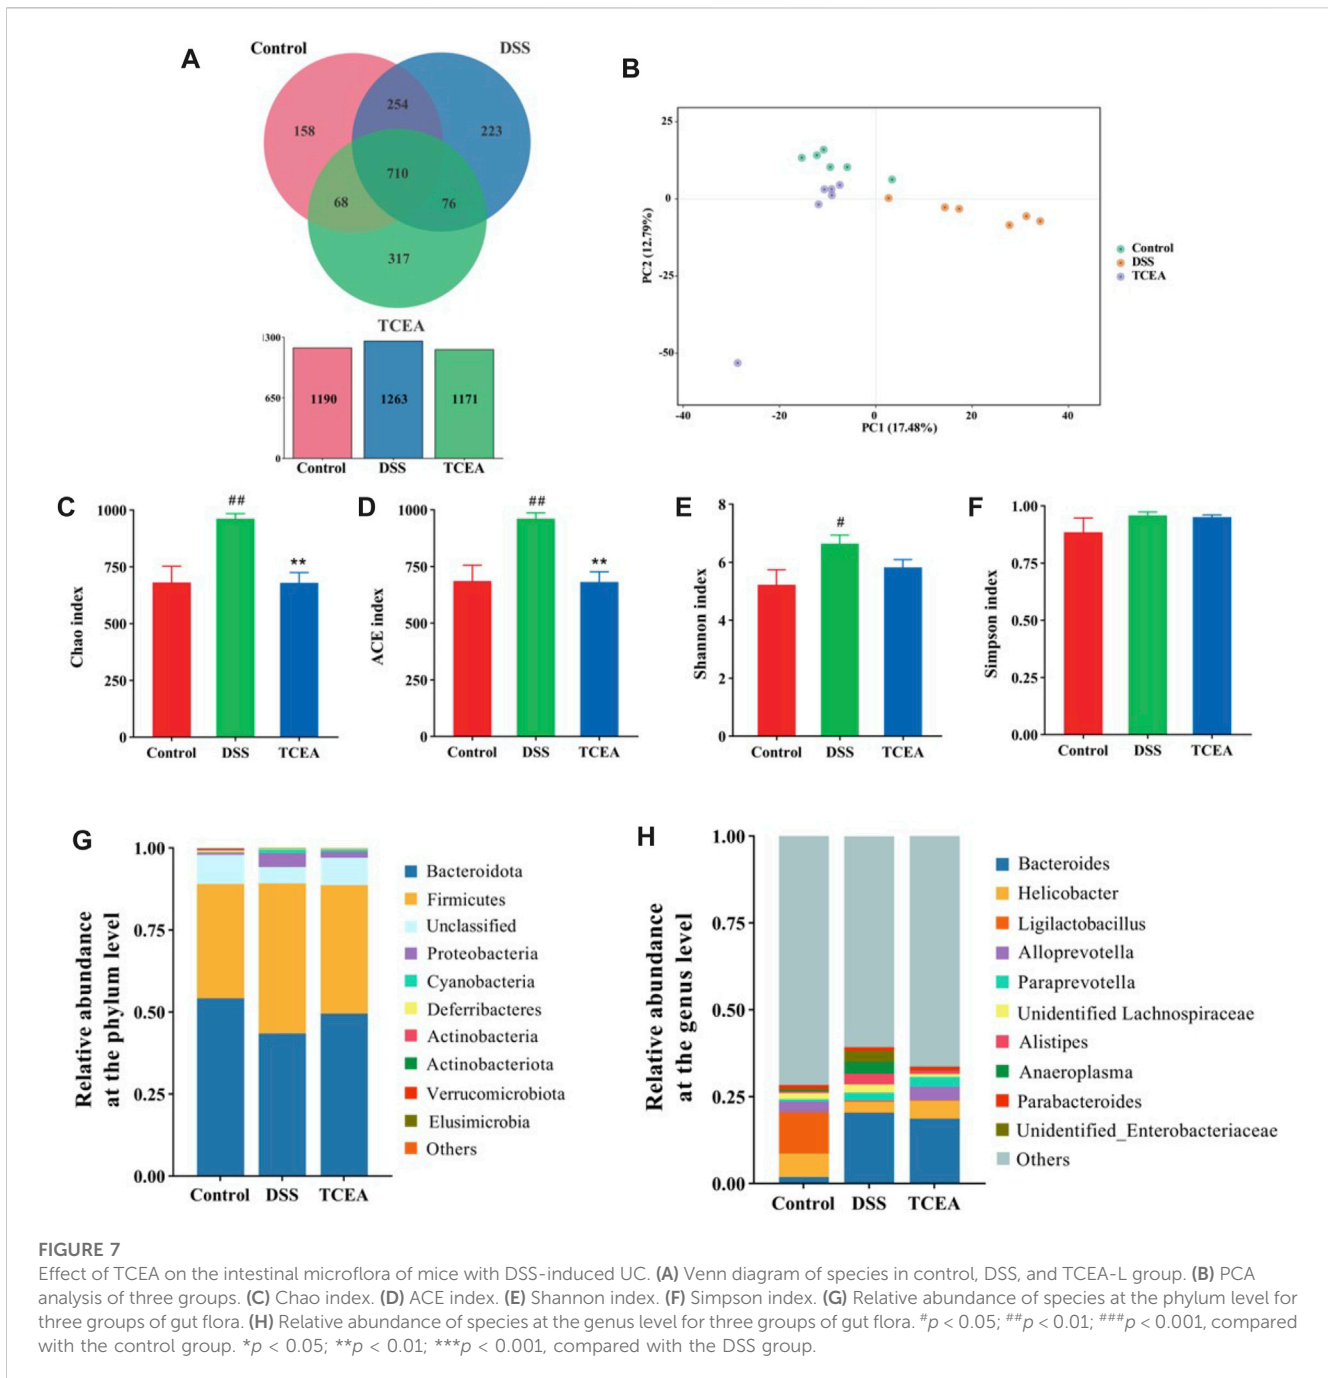 A
Control
DSS
254
158
223
710
68
76
317
TCEA
1300
650
0
1190
1263
1171
Control
DSS
TCEA
B
25
0
-25
-50
PC2 (12.79%)
-40
-20
0
20
40
PC1 (17.48%)
Control
DSS
TCEA
C
1000
750
500
250
0
Chao index
##
**
Control
DSS
TCEA
D
1000
750
500
250
0
ACE index
##
**
Control
DSS
TCEA
E
8
6
4
2
0
Shannon index
#
Control
DSS
TCEA
F
1.00
0.75
0.50
0.25
0.00
Simpson index
Control
DSS
TCEA
G
1.00
0.75
0.50
0.25
0.00
Relative abundance
at the phylum level
Control
DSS
TCEA
Bacteroidota
Firmicutes
Unclassified
Proteobacteria
Cyanobacteria
Deferribacteres
Actinobacteria
Actinobacteriota
Verrucomicrobiota
Elusimicrobia
Others
H
1.00
0.75
0.50
0.25
0.00
Relative abundance
at the genus level
Control
DSS
TCEA
Bacteroides
Helicobacter
Ligilactobacillus
Alloprevotella
Paraprevotella
Unidentified Lachnospiraceae
Alistipes
Anaeroplasma
Parabacteroides
Unidentified_Enterobacteriaceae
Others
FIGURE 7
Effect of TCEA on the intestinal microflora of mice with DSS-induced UC. (A) Venn diagram of species in control, DSS, and TCEA-L group. (B) PCA
analysis of three groups. (C) Chao index. (D) ACE index. (E) Shannon index. (F) Simpson index. (G) Relative abundance of species at the phylum level for
three groups of gut flora. (H) Relative abundance of species at the genus level for three groups of gut flora. #p < 0.05; ##p < 0.01; ###p < 0.001, compared
with the control group. *p < 0.05; **p < 0.01; ***p < 0.001, compared with the DSS group.